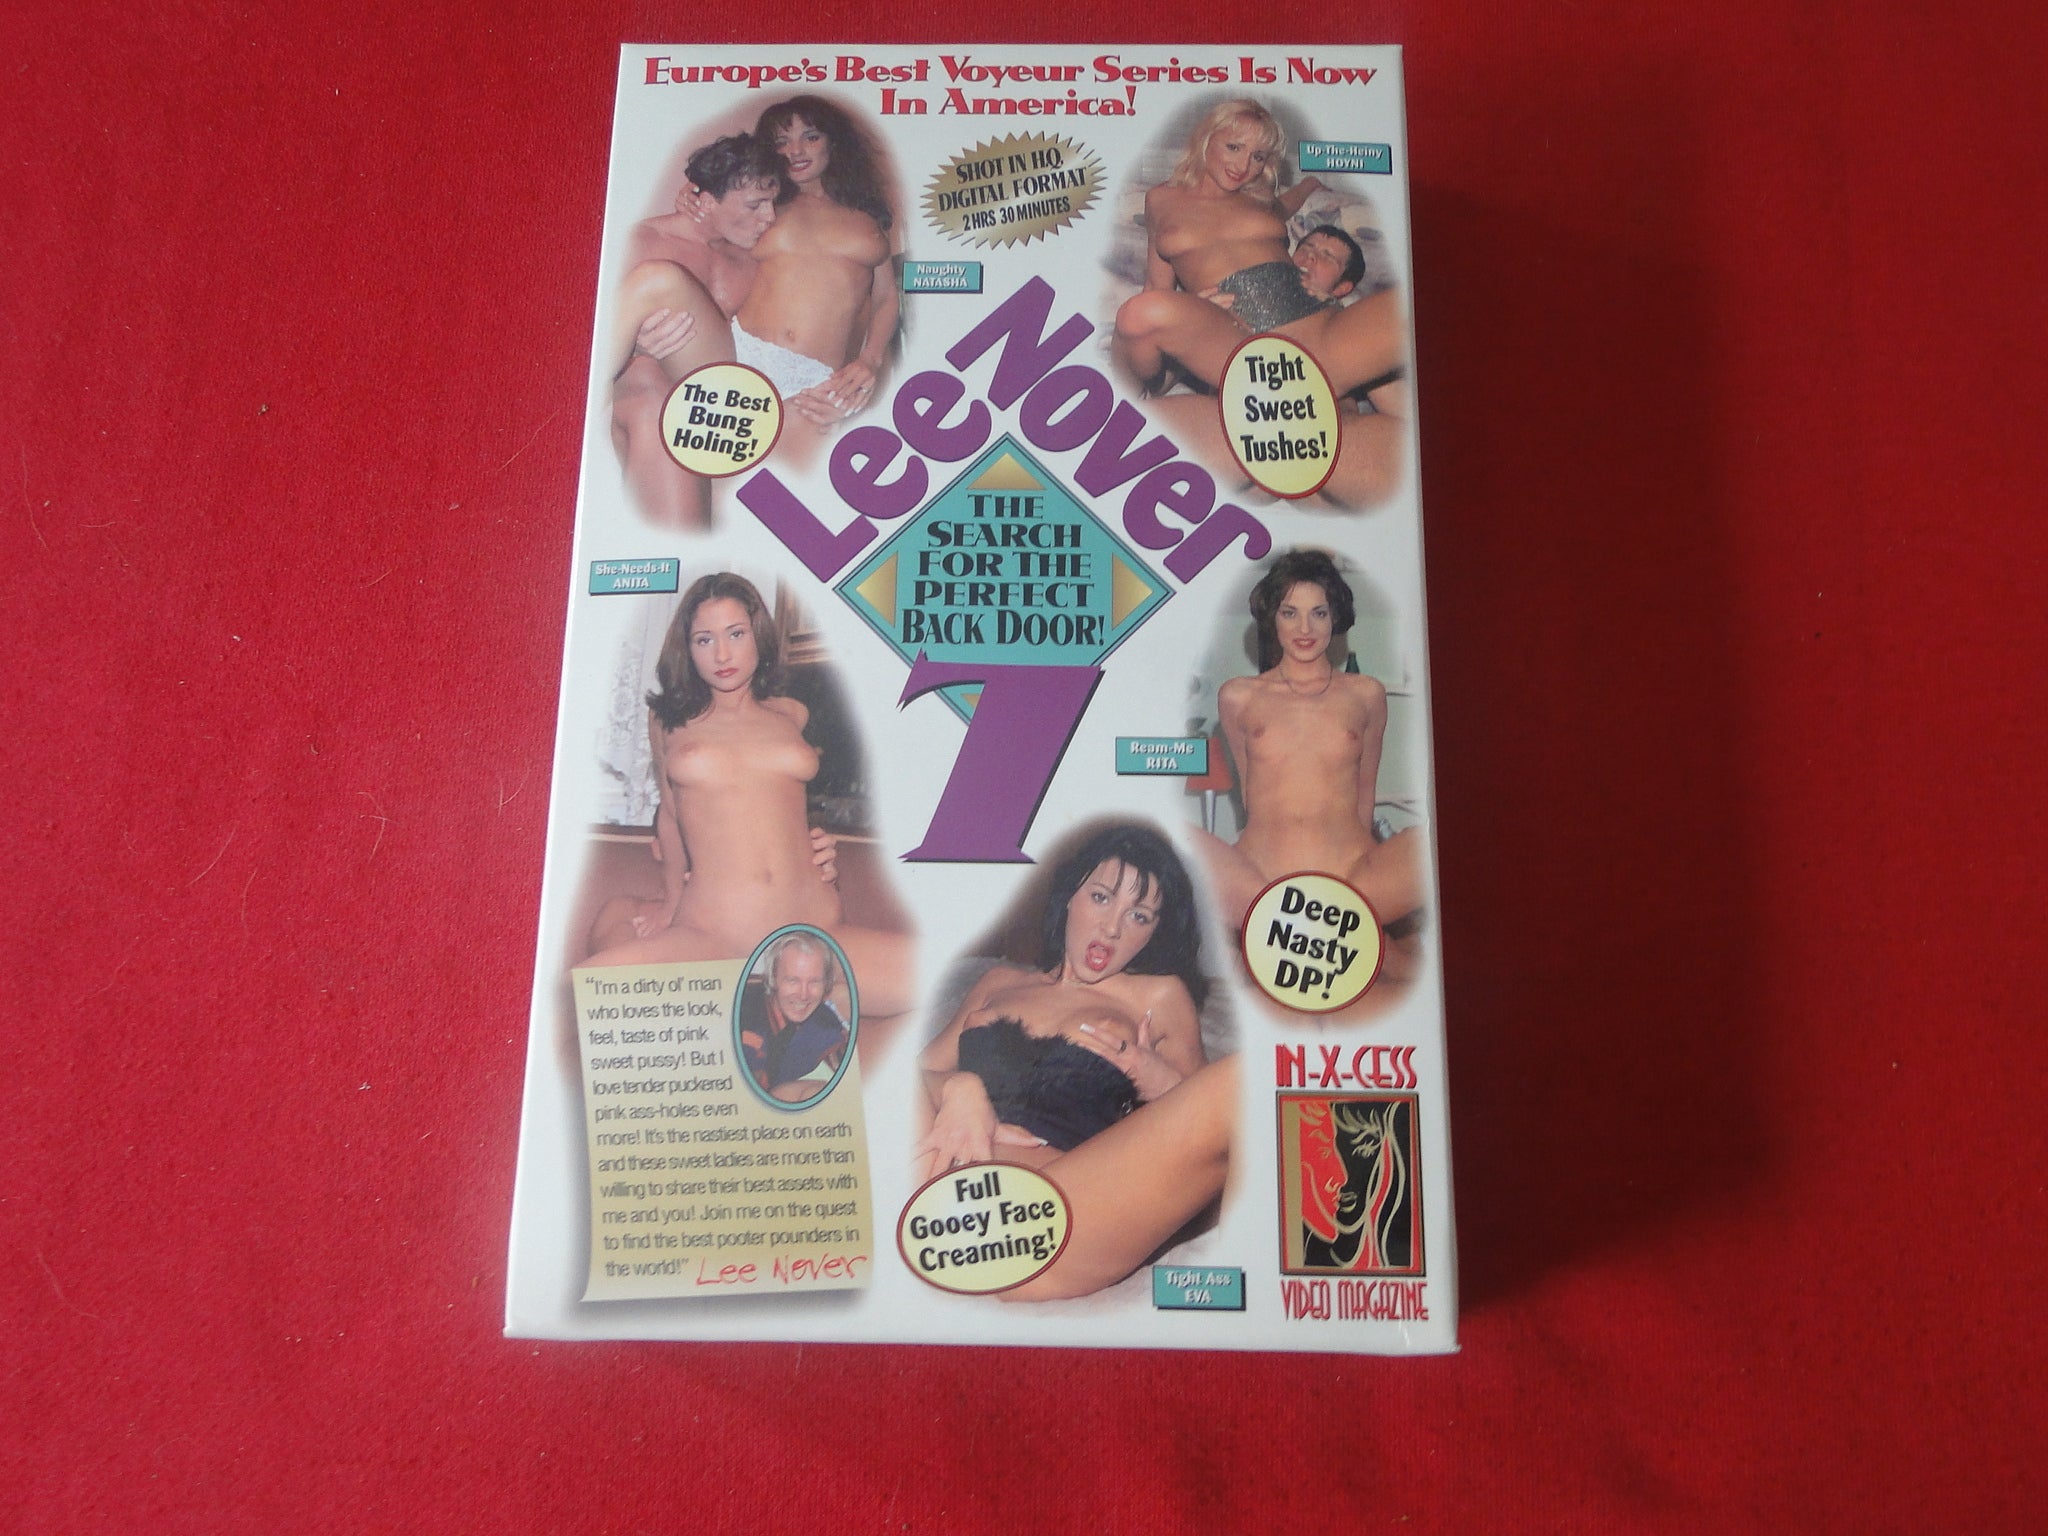 Europe's Best Voyeur Series Is Now
In America!
SHOT IN H.Q.
DIGITAL FORMAT
2 HRS 30 MINUTES
Up-The-Heiny
HOYNI
Naughty
NATASHA
The Best
Bung
Holing!
Tight
Sweet
Tushes!
Lee Nover
THE
SEARCH
FOR THE
PERFECT
BACK DOOR!
7
She-Needs-It
ANITA
Ream-Me
RITA
Deep
Nasty
DP!
"I'm a dirty ol' man
who loves the look,
feel, taste of pink
sweet pussy! But I
love tender puckered
pink ass-holes even
more! It's the nastiest place on earth
and these sweet ladies are more than
willing to share their best assets with
me and you! Join me on the quest
to find the best pooter pounders in
the world!" Lee Nover
Full
Gooey Face
Creaming!
Tight Ass
EVA
IN-X-CESS
VIDEO MAGAZINE